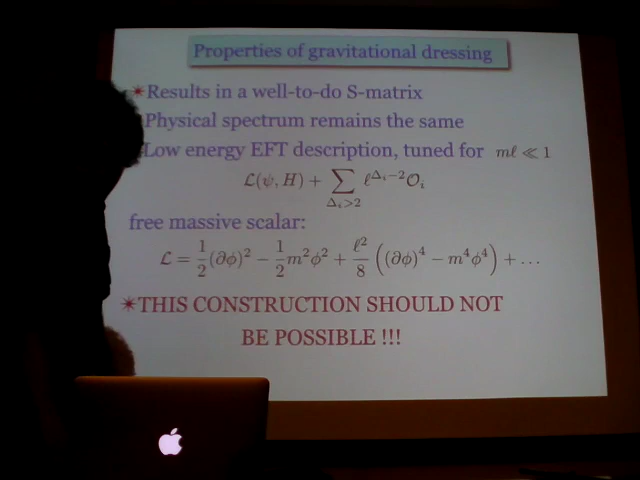 Properties of gravitational dressing
✶Results in a well-to-do S-matrix
Physical spectrum remains the same
Low energy EFT description, tuned for mℓ ≪ 1
ℒ(ψ, H) + ∑_{Δ_i>2} ℓ^{Δ_i−2} 𝒪_i
free massive scalar:
ℒ = 1/2 (∂ϕ)² − 1/2 m²ϕ² + ℓ²/8 ((∂ϕ)⁴ − m⁴ϕ⁴) + …
✶THIS CONSTRUCTION SHOULD NOT
BE POSSIBLE !!!